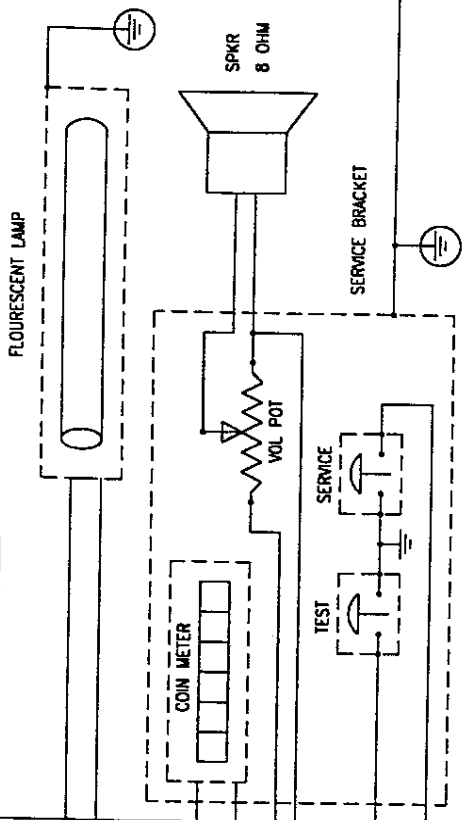 FLOURESCENT LAMP
SPKR
8 OHM
SERVICE BRACKET
VOL POT
COIN METER
SERVICE
TEST